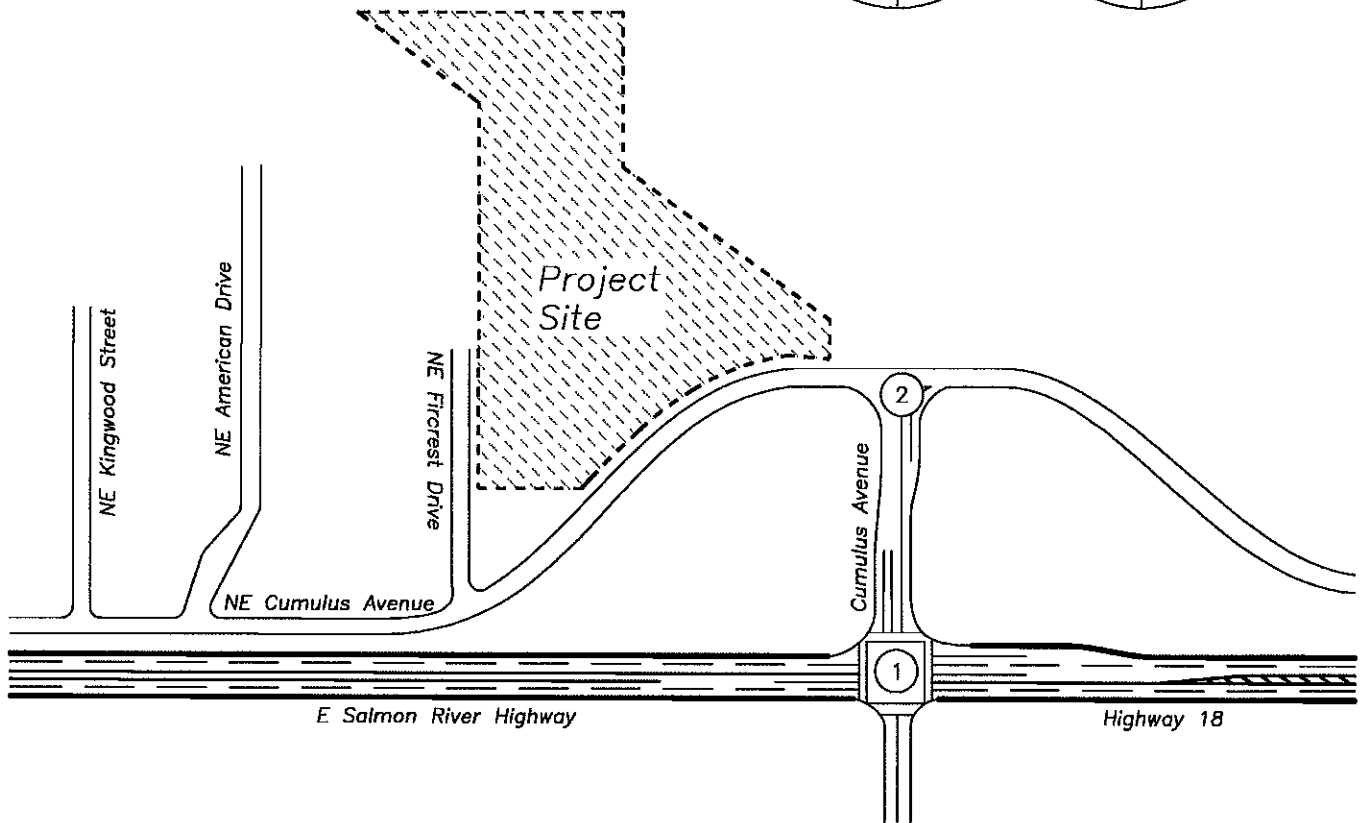 Project
Site
NE Kingwood Street
NE American Drive
NE Fircrest Drive
2
Cumulus Avenue
NE Cumulus Avenue
1
E Salmon River Highway
Highway 18